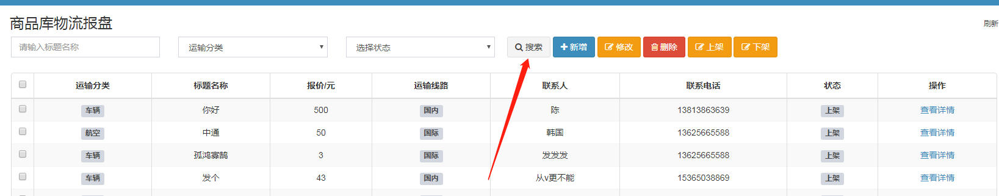 商品库物流报盘
刷新
请输入标题名称 运输分类 选择状态 搜索 新增 修改 删除 上架 下架
运输分类 标题名称 报价/元 运输线路 联系人 联系电话 状态 操作
车辆 你好 500 国内 陈 13813863639 上架 查看详情
航空 中通 50 国际 韩国 13625665588 上架 查看详情
车辆 孤鸿寡鹄 3 国际 发发发 13625665588 上架 查看详情
车辆 发个 43 国内 从v更不能 15365038869 上架 查看详情